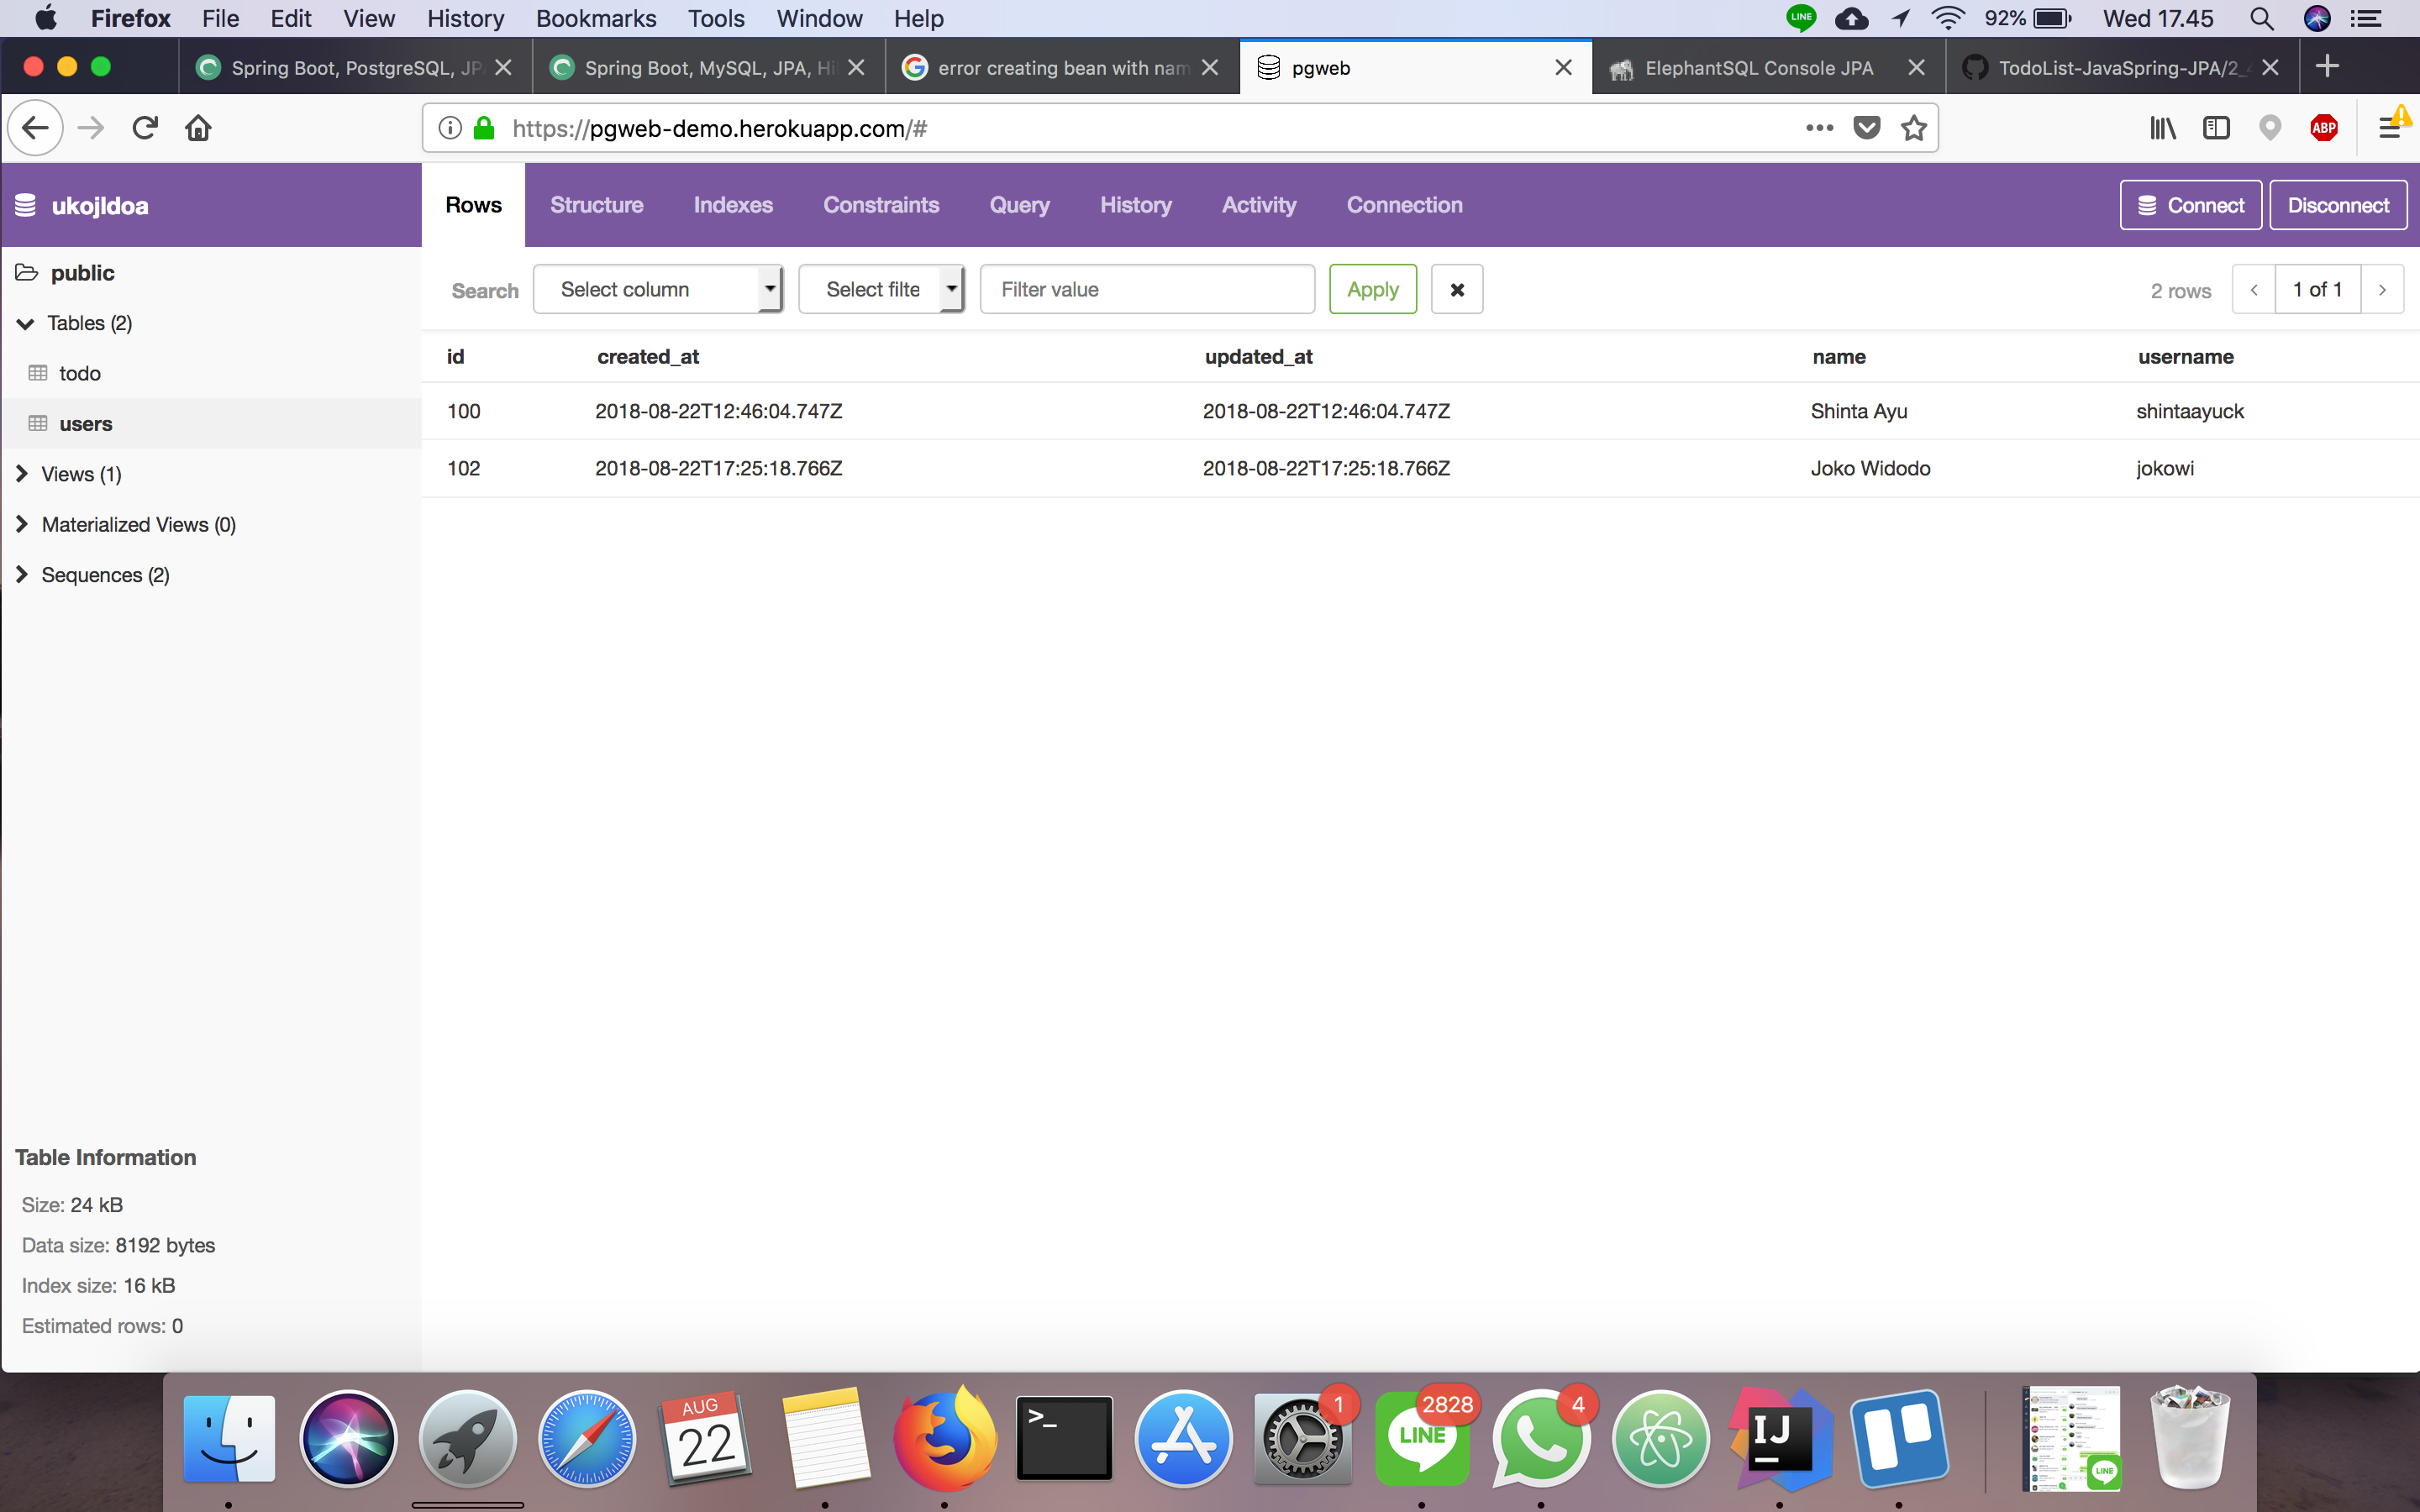 Firefox File Edit View History Bookmarks Tools Window Help LINE 92% Wed 17.45
Spring Boot, PostgreSQL, JP Spring Boot, MySQL, JPA, Hi error creating bean with nam pgweb ElephantSQL Console JPA TodoList-JavaSpring-JPA/2_
https://pgweb-demo.herokuapp.com/# ABP
ukojldoa Rows Structure Indexes Constraints Query History Activity Connection Connect Disconnect
public
Search Select column Select filte Filter value Apply 2 rows 1 of 1
Tables (2)
id created_at updated_at name username
todo
100 2018-08-22T12:46:04.747Z 2018-08-22T12:46:04.747Z Shinta Ayu shintaayuck
users
102 2018-08-22T17:25:18.766Z 2018-08-22T17:25:18.766Z Joko Widodo jokowi
Views (1)
Materialized Views (0)
Sequences (2)
Table Information
Size: 24 kB
Data size: 8192 bytes
Index size: 16 kB
Estimated rows: 0
AUG
22
>_
1
LINE
2828
4
IJ
LINE